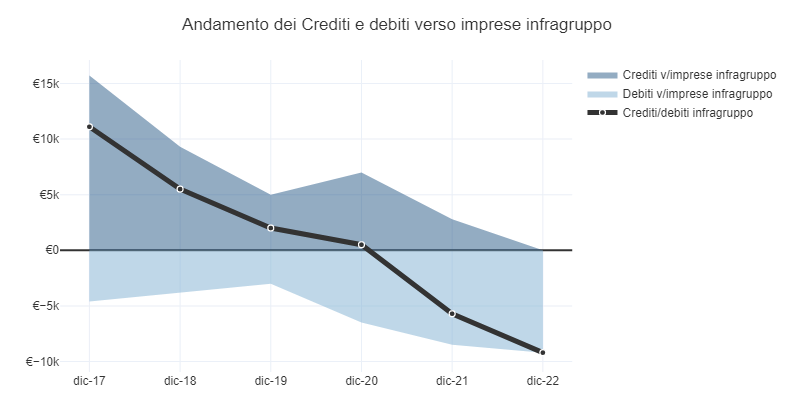 Andamento dei Crediti e debiti verso imprese infragruppo
€15k
€10k
€5k
€0
€−5k
€−10k
dic-17
dic-18
dic-19
dic-20
dic-21
dic-22
Crediti v/imprese infragruppo
Debiti v/imprese infragruppo
Crediti/debiti infragruppo